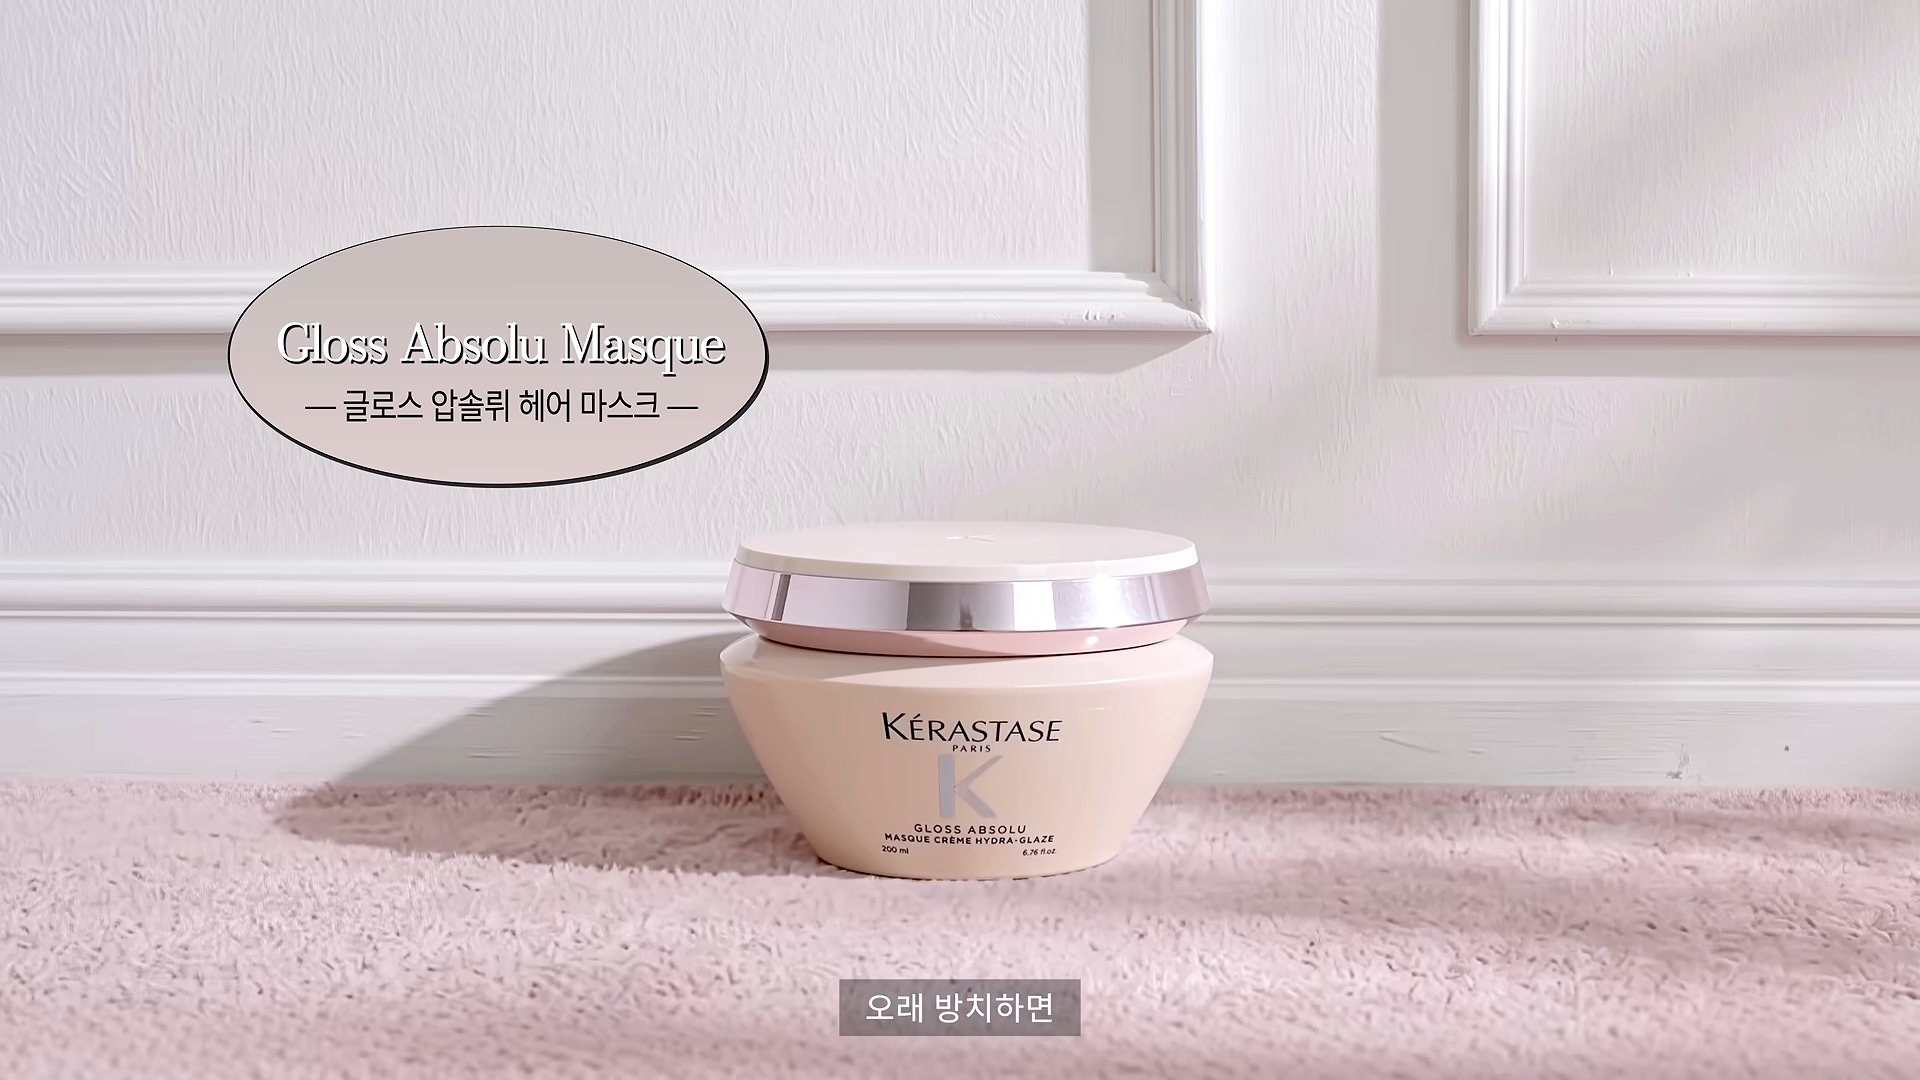 Gloss Absolu Masque
— 글로스 압솔뤼 헤어 마스크 —
KÉRASTASE
PARIS
K
GLOSS ABSOLU
MASQUE CRÈME HYDRA-GLAZE
200 ml 6.76 fl.oz
오래 방치하면